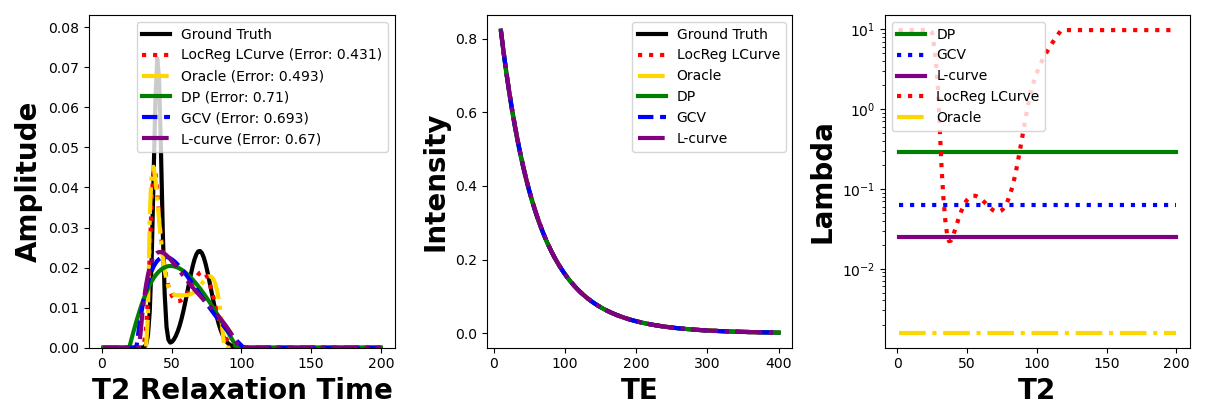 0.08
0.07
0.06
0.05
0.04
0.03
0.02
0.01
0.00
Amplitude
Ground Truth
LocReg LCurve (Error: 0.431)
Oracle (Error: 0.493)
DP (Error: 0.71)
GCV (Error: 0.693)
L-curve (Error: 0.67)
0 50 100 150 200
T2 Relaxation Time
0.8
0.6
0.4
0.2
0.0
Intensity
Ground Truth
LocReg LCurve
Oracle
DP
GCV
L-curve
0 100 200 300 400
TE
10¹
10⁰
10⁻¹
10⁻²
Lambda
DP
GCV
L-curve
LocReg LCurve
Oracle
0 50 100 150 200
T2